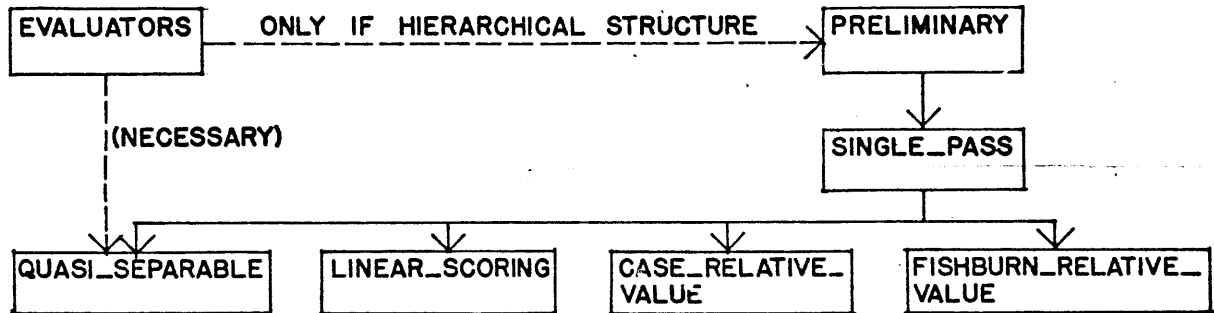 EVALUATORS
ONLY IF HIERARCHICAL STRUCTURE
PRELIMINARY
(NECESSARY)
SINGLE_PASS
QUASI_SEPARABLE
LINEAR_SCORING
CASE_RELATIVE_
VALUE
FISHBURN_RELATIVE_
VALUE